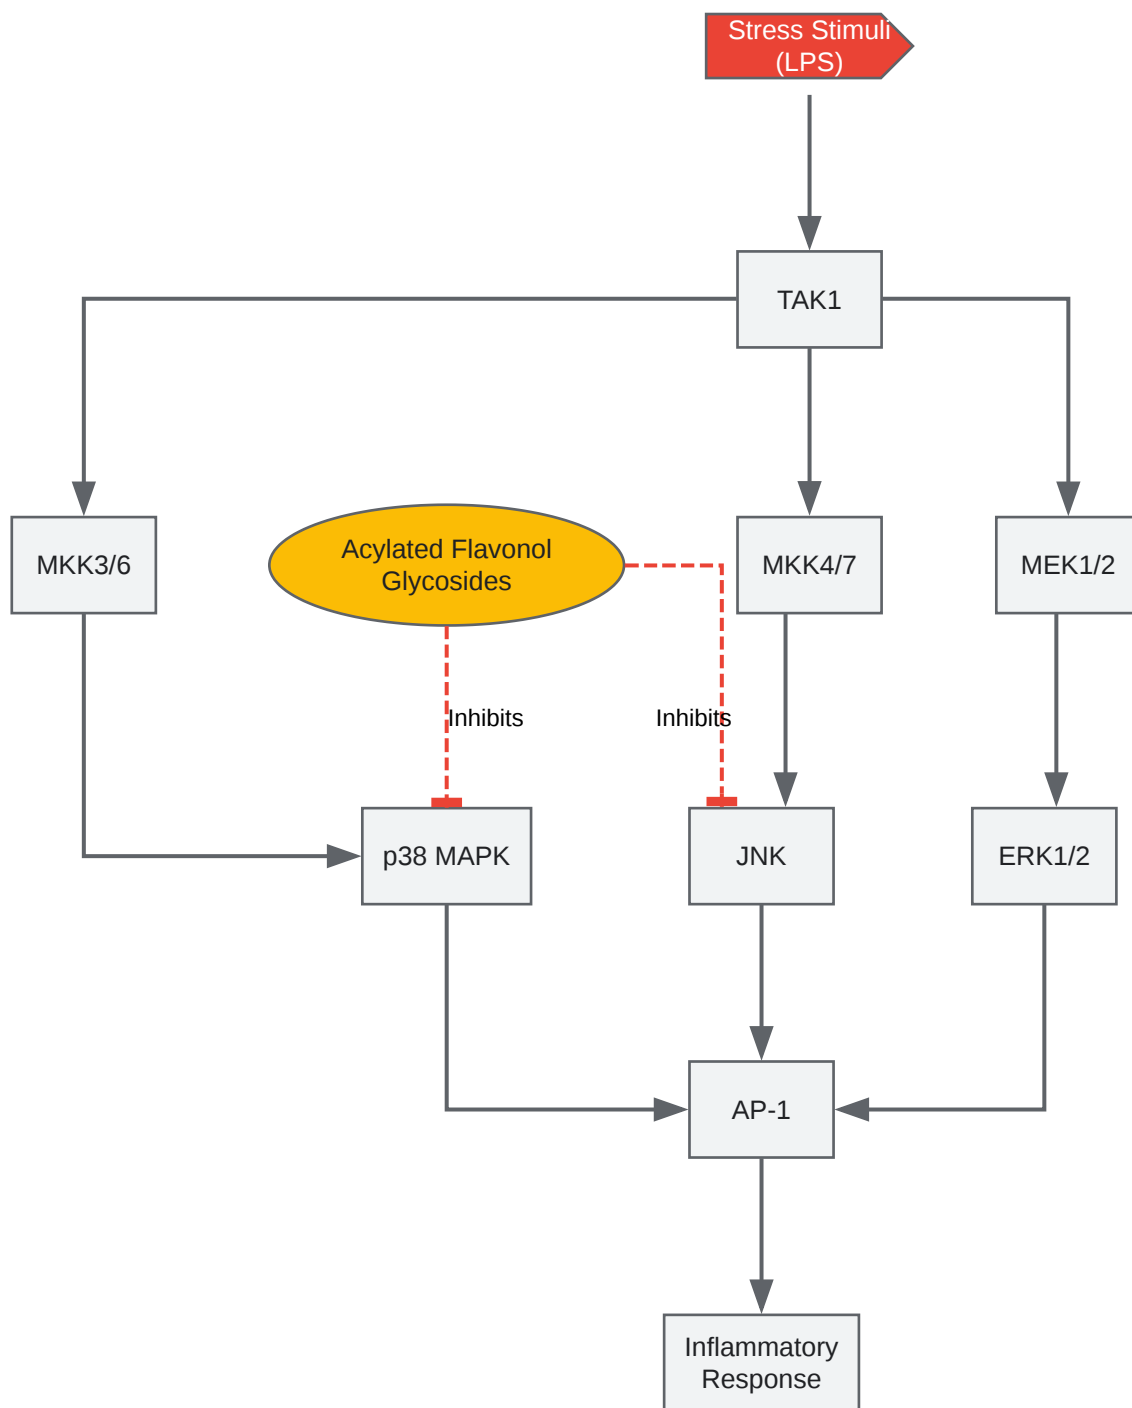 Stress Stimuli
(LPS)
TAK1
MKK3/6
Acylated Flavonol
Glycosides
MKK4/7
MEK1/2
Inhibits
Inhibits
p38 MAPK
JNK
ERK1/2
AP-1
Inflammatory
Response